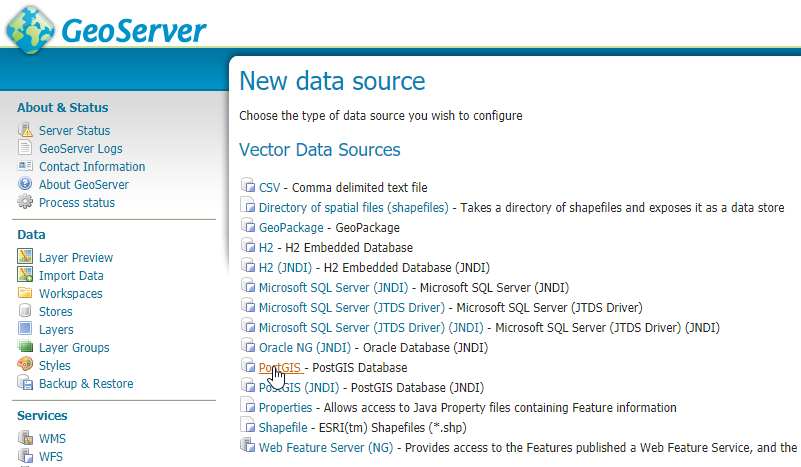 GeoServer
New data source
Choose the type of data source you wish to configure
Vector Data Sources
CSV - Comma delimited text file
Directory of spatial files (shapefiles) - Takes a directory of shapefiles and exposes it as a data store
GeoPackage - GeoPackage
H2 - H2 Embedded Database
H2 (JNDI) - H2 Embedded Database (JNDI)
Microsoft SQL Server (JNDI) - Microsoft SQL Server (JNDI)
Microsoft SQL Server (JTDS Driver) - Microsoft SQL Server (JTDS Driver)
Microsoft SQL Server (JTDS Driver) (JNDI) - Microsoft SQL Server (JTDS Driver) (JNDI)
Oracle NG (JNDI) - Oracle Database (JNDI)
PostGIS - PostGIS Database
PostGIS (JNDI) - PostGIS Database (JNDI)
Properties - Allows access to Java Property files containing Feature information
Shapefile - ESRI(tm) Shapefiles (*.shp)
Web Feature Server (NG) - Provides access to the Features published a Web Feature Service, and the
About & Status
Server Status
GeoServer Logs
Contact Information
About GeoServer
Process status
Data
Layer Preview
Import Data
Workspaces
Stores
Layers
Layer Groups
Styles
Backup & Restore
Services
WMS
WFS